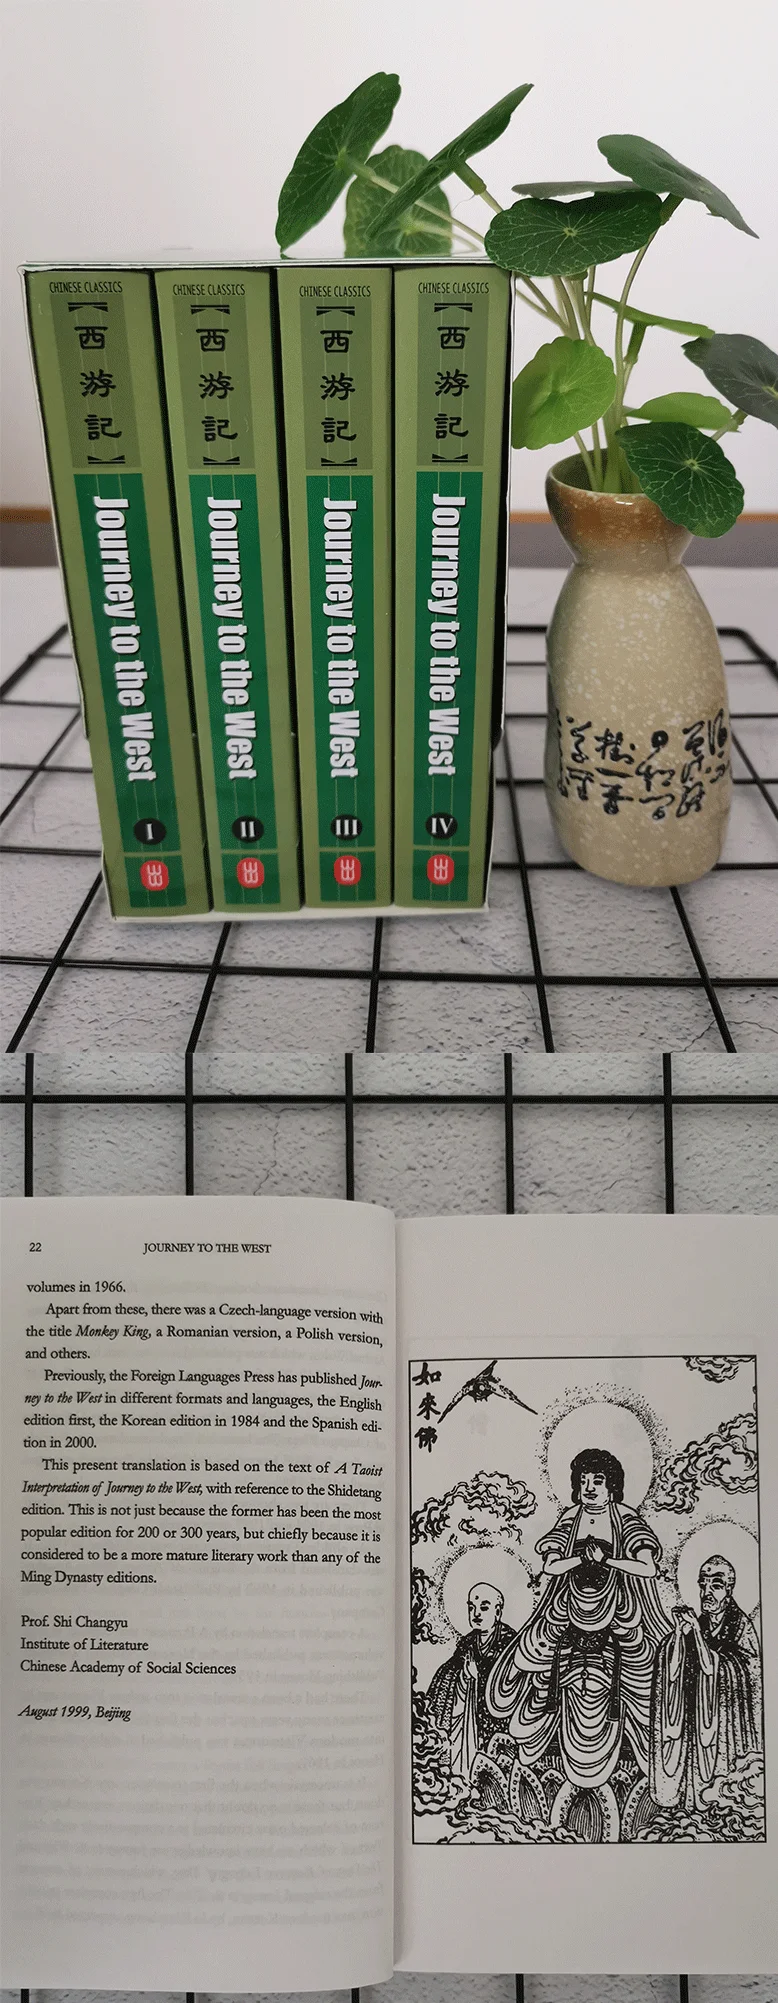 CHINESE CLASSICS
【西游記】
Journey to the West
I
CHINESE CLASSICS
【西游記】
Journey to the West
II
CHINESE CLASSICS
【西游記】
Journey to the West
III
CHINESE CLASSICS
【西游記】
Journey to the West
IV
22
JOURNEY TO THE WEST
volumes in 1966.
Apart from these, there was a Czech-language version with
the title Monkey King, a Romanian version, a Polish version,
and others.
Previously, the Foreign Languages Press has published Jour-
ney to the West in different formats and languages, the English
edition first, the Korean edition in 1984 and the Spanish edi-
tion in 2000.
This present translation is based on the text of A Taoist
Interpretation of Journey to the West, with reference to the Shidetang
edition. This is not just because the former has been the most
popular edition for 200 or 300 years, but chiefly because it is
considered to be a more mature literary work than any of the
Ming Dynasty editions.
Prof. Shi Changyu
Institute of Literature
Chinese Academy of Social Sciences
August 1999, Beijing
如來佛